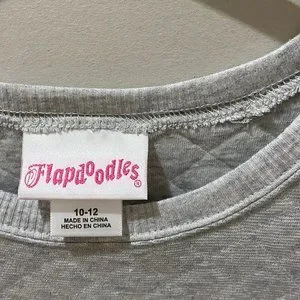 Flapdoodles®
10-12
MADE IN CHINA
HECHO EN CHINA